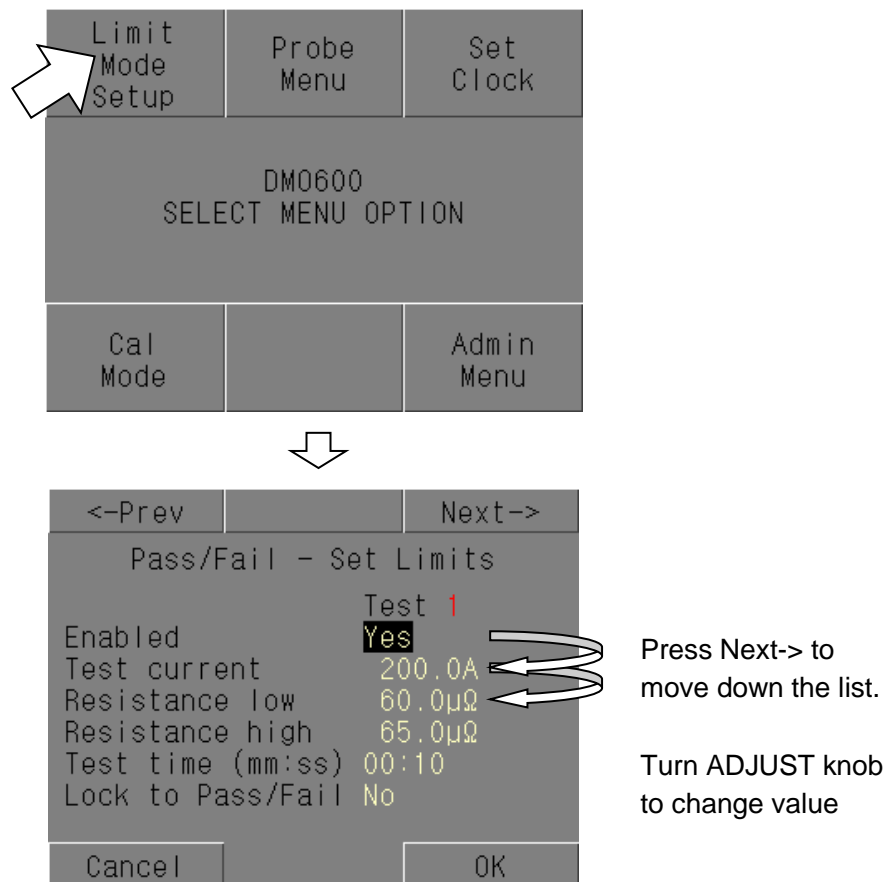 Limit
Mode
Setup
Probe
Menu
Set
Clock
DMO600
SELECT MENU OPTION
Cal
Mode
Admin
Menu
<-Prev
Next->
Pass/Fail - Set Limits
Test 1
Enabled Yes
Test current 200.0A
Resistance low 60.0µΩ
Resistance high 65.0µΩ
Test time (mm:ss) 00:10
Lock to Pass/Fail No
Cancel
OK
Press Next-> to
move down the list.
Turn ADJUST knob
to change value